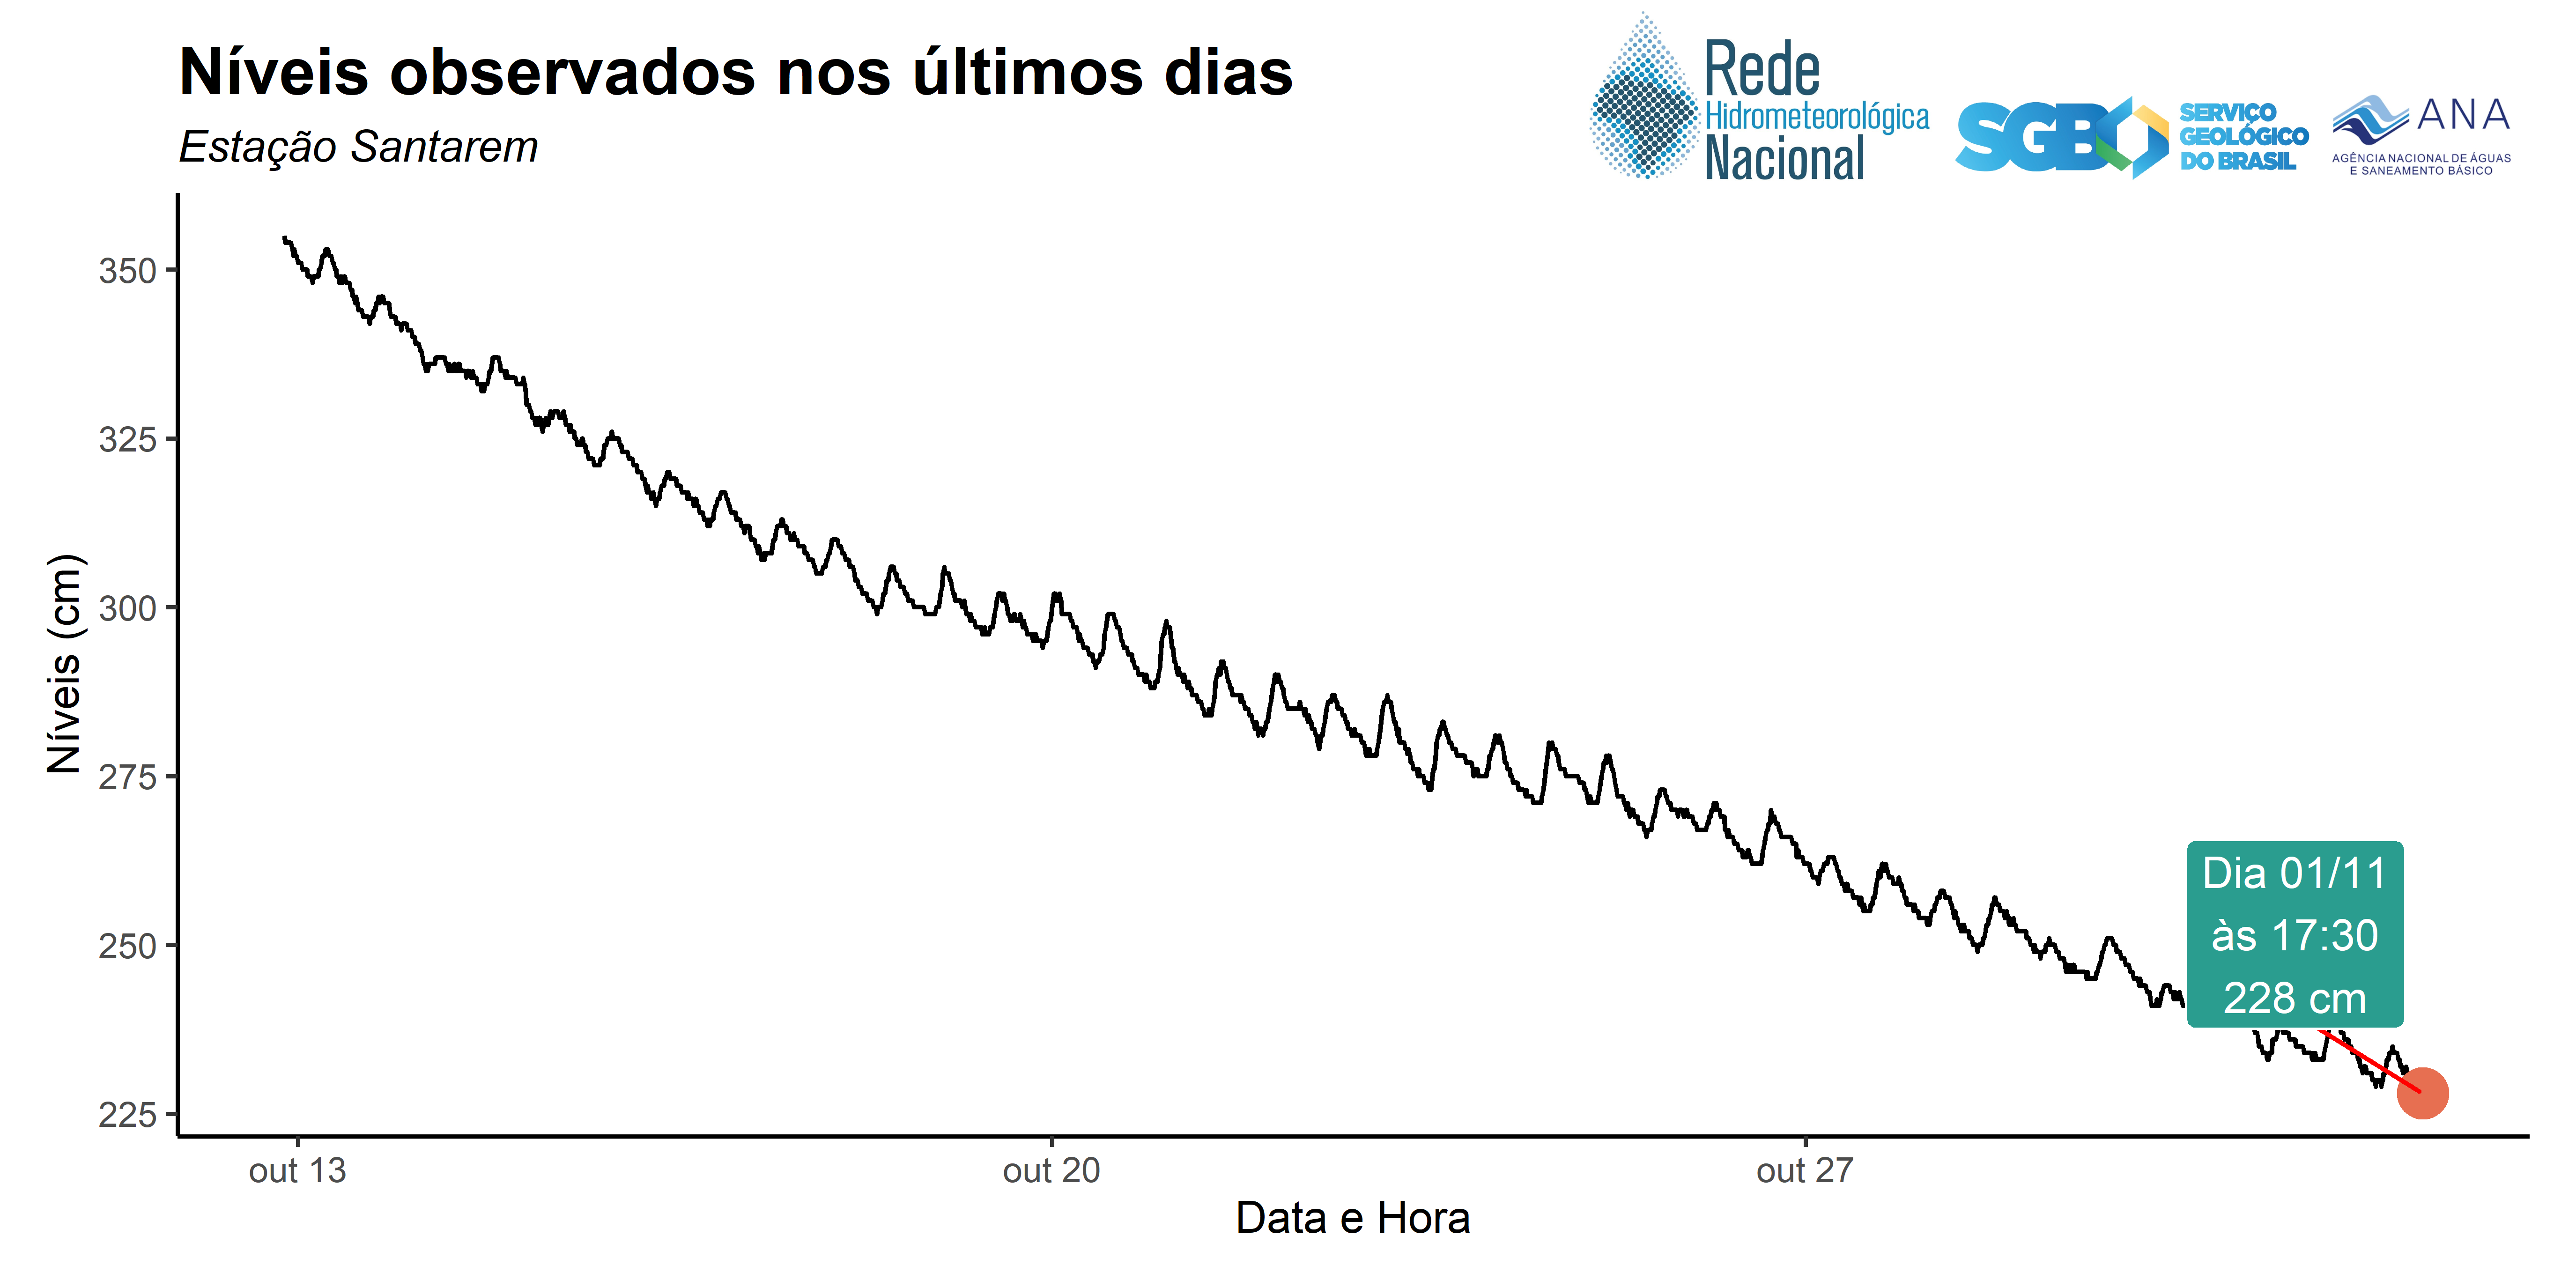 Níveis observados nos últimos dias
Estação Santarem
Rede
Hidrometeorológica
Nacional
SGB
SERVIÇO
GEOLÓGICO
DO BRASIL
ANA
AGÊNCIA NACIONAL DE ÁGUAS
E SANEAMENTO BÁSICO
Níveis (cm)
350
325
300
275
250
225
Dia 01/11
às 17:30
228 cm
out 13
out 20
out 27
Data e Hora